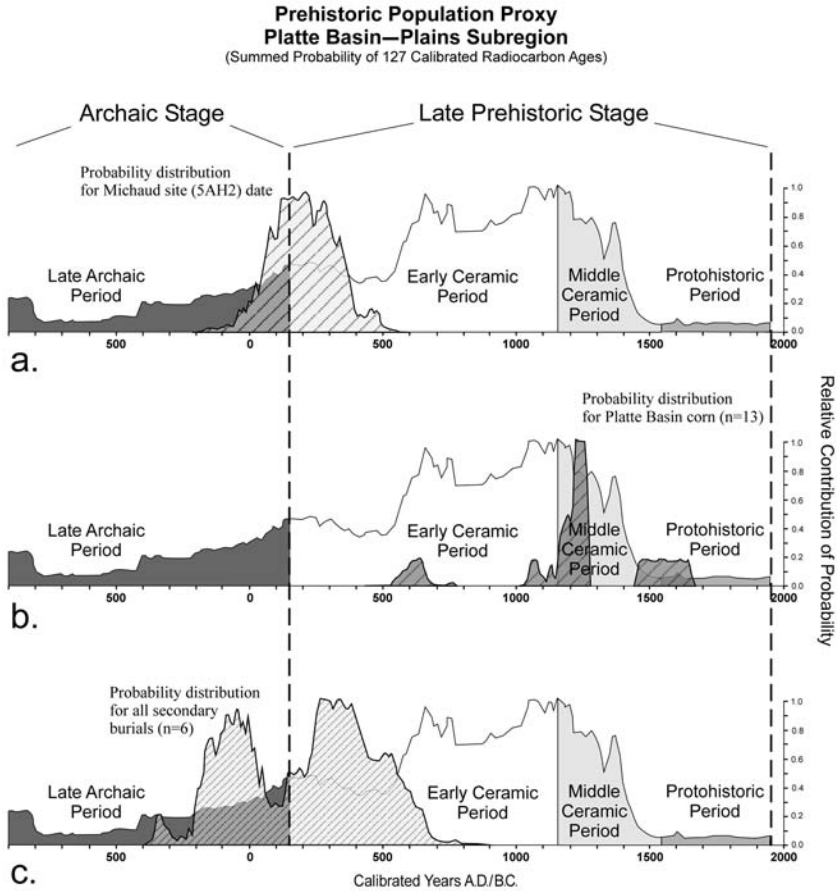 Prehistoric Population Proxy
Platte Basin—Plains Subregion
(Summed Probability of 127 Calibrated Radiocarbon Ages)
Archaic Stage
Late Prehistoric Stage
Probability distribution
for Michaud site (5AH2) date
1.0
0.8
0.6
0.4
0.2
0.0
Late Archaic
Period
Early Ceramic
Period
Middle
Ceramic
Period
Protohistoric
Period
500
0
500
1000
1500
2000
a.
Probability distribution
for Platte Basin corn (n=13)
1.0
0.8
0.6
0.4
0.2
0.0
Late Archaic
Period
Early Ceramic
Period
Middle
Ceramic
Period
Protohistoric
Period
500
0
500
1000
1500
2000
b.
Relative Contribution of Probability
Probability distribution
for all secondary
burials (n=6)
1.0
0.8
0.6
0.4
0.2
0.0
Late Archaic
Period
Early Ceramic
Period
Middle
Ceramic
Period
Protohistoric
Period
500
0
500
1000
1500
2000
c.
Calibrated Years A.D./B.C.